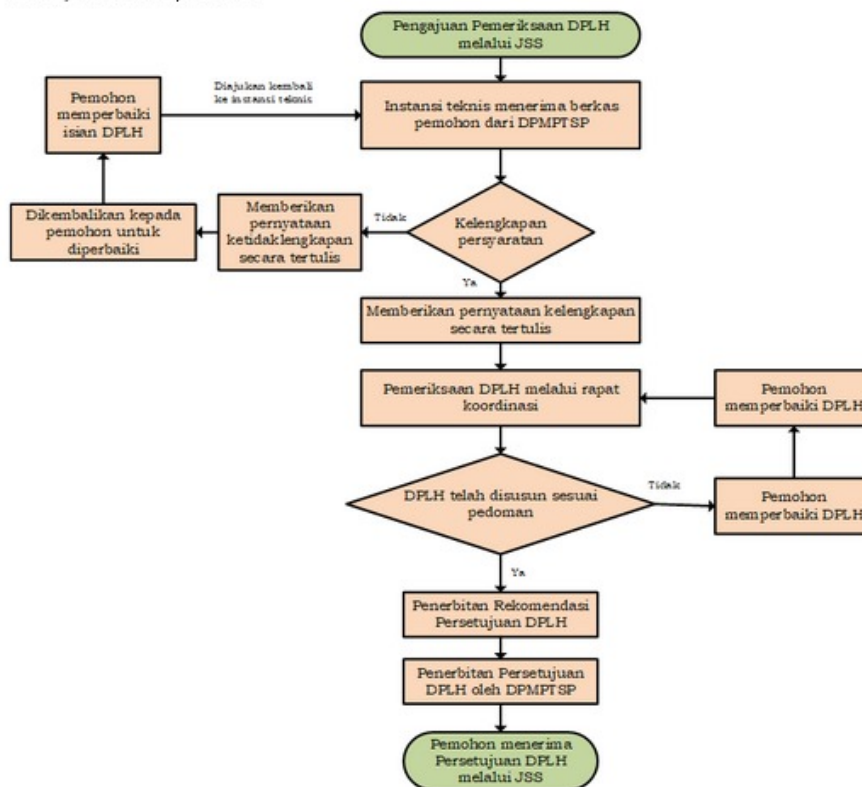 Pengajuan Pemeriksaan DPLH
melalui JSS
Diajukan kembali
ke instansi teknis
Pemohon
memperbaiki
isian DPLH
Instansi teknis menerima berkas
pemohon dari DPMPTSP
Dikembalikan kepada
pemohon untuk
diperbaiki
Memberikan
pernyataan
ketidaklengkapan
secara tertulis
Tidak
Kelengkapan
persyaratan
Ya
Memberikan pernyataan kelengkapan
secara tertulis
Pemeriksaan DPLH melalui rapat
koordinasi
Pemohon
memperbaiki DPLH
DPLH telah disusun sesuai
pedoman
Tidak
Pemohon
memperbaiki DPLH
Ya
Penerbitan Rekomendasi
Persetujuan DPLH
Penerbitan Persetujuan
DPLH oleh DPMPTSP
Pemohon menerima
Persetujuan DPLH
melalui JSS